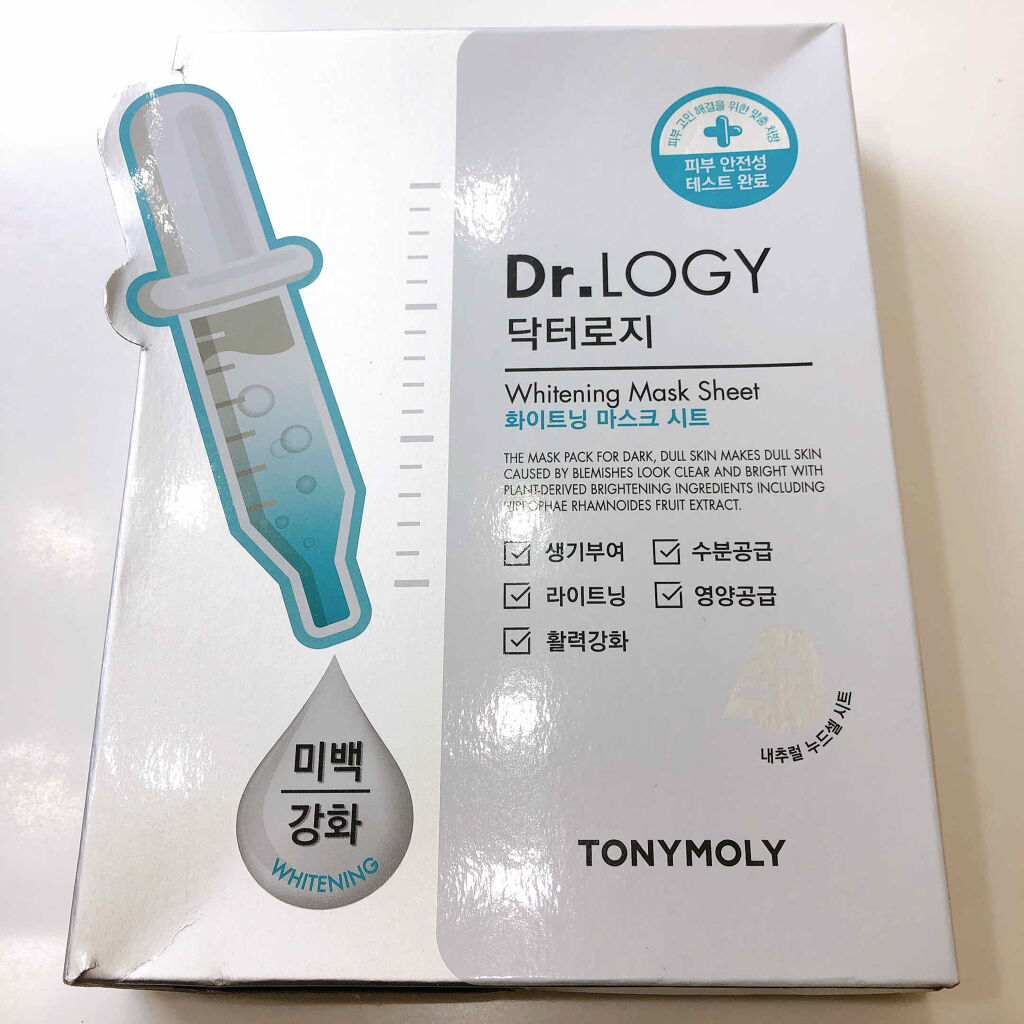 피부 고민 해결을 위한 맞춤 처방
피부 안전성
테스트 완료
Dr.LOGY
닥터로지
Whitening Mask Sheet
화이트닝 마스크 시트
THE MASK PACK FOR DARK, DULL SKIN MAKES DULL SKIN
CAUSED BY BLEMISHES LOOK CLEAR AND BRIGHT WITH
PLANT-DERIVED BRIGHTENING INGREDIENTS INCLUDING
HIPPOPHAE RHAMNOIDES FRUIT EXTRACT.
생기부여 수분공급
라이트닝 영양공급
활력강화
내추럴 누드셀 시트
미백
강화
WHITENING
TONYMOLY